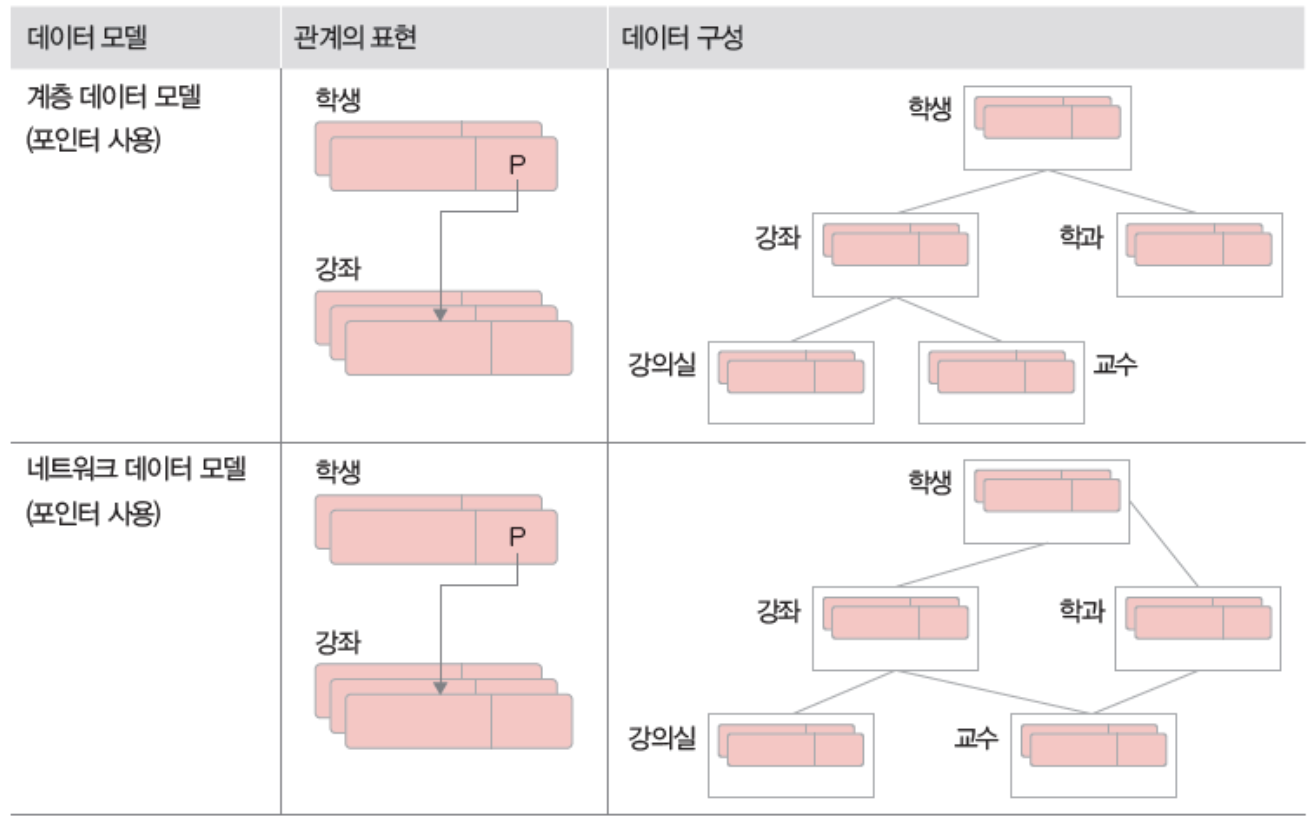 데이터 모델
관계의 표현
데이터 구성
계층 데이터 모델
(포인터 사용)
학생
P
강좌
학생
강좌
학과
강의실
교수
네트워크 데이터 모델
(포인터 사용)
학생
P
강좌
학생
강좌
학과
강의실
교수